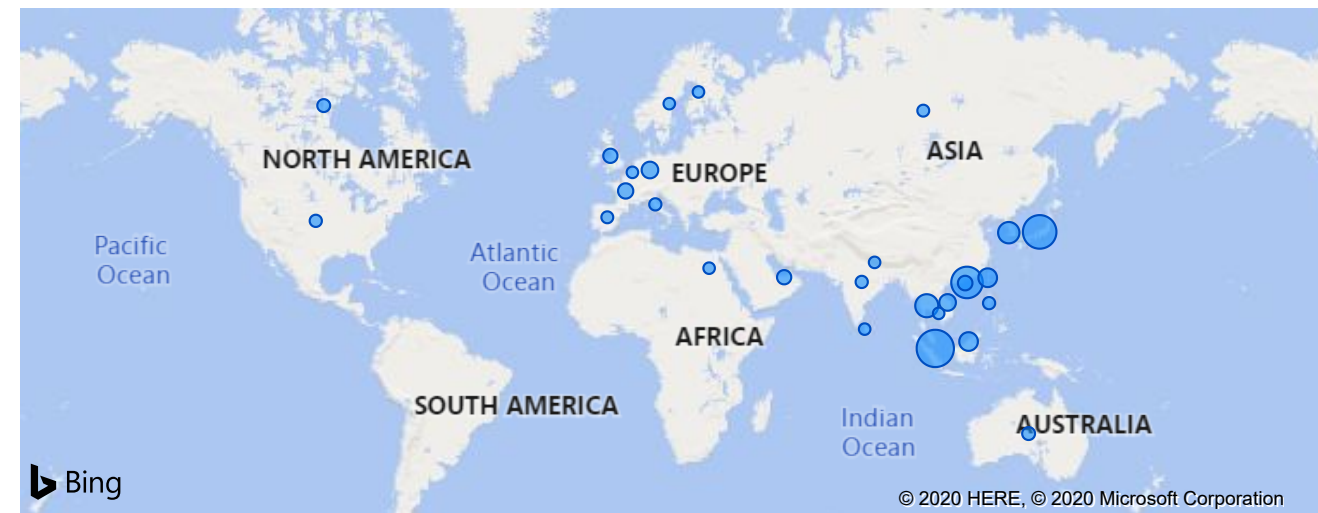 NORTH AMERICA
EUROPE
ASIA
Pacific
Ocean
Atlantic
Ocean
AFRICA
SOUTH AMERICA
Indian
Ocean
AUSTRALIA
Bing
© 2020 HERE, © 2020 Microsoft Corporation